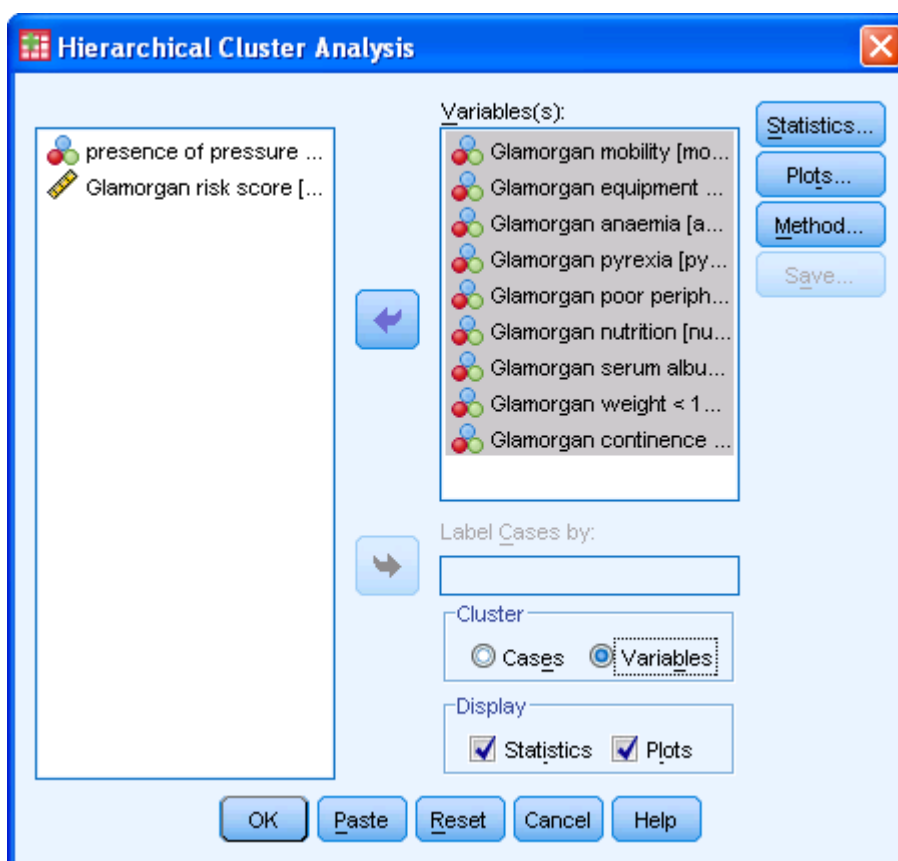 Hierarchical Cluster Analysis
presence of pressure ...
Glamorgan risk score [...
Variables(s):
Glamorgan mobility [mo...
Glamorgan equipment ...
Glamorgan anaemia [a...
Glamorgan pyrexia [py...
Glamorgan poor periph...
Glamorgan nutrition [nu...
Glamorgan serum albu...
Glamorgan weight < 1...
Glamorgan continence ...
Statistics...
Plots...
Method...
Save...
Label Cases by:
Cluster
Cases Variables
Display
Statistics Plots
OK Paste Reset Cancel Help